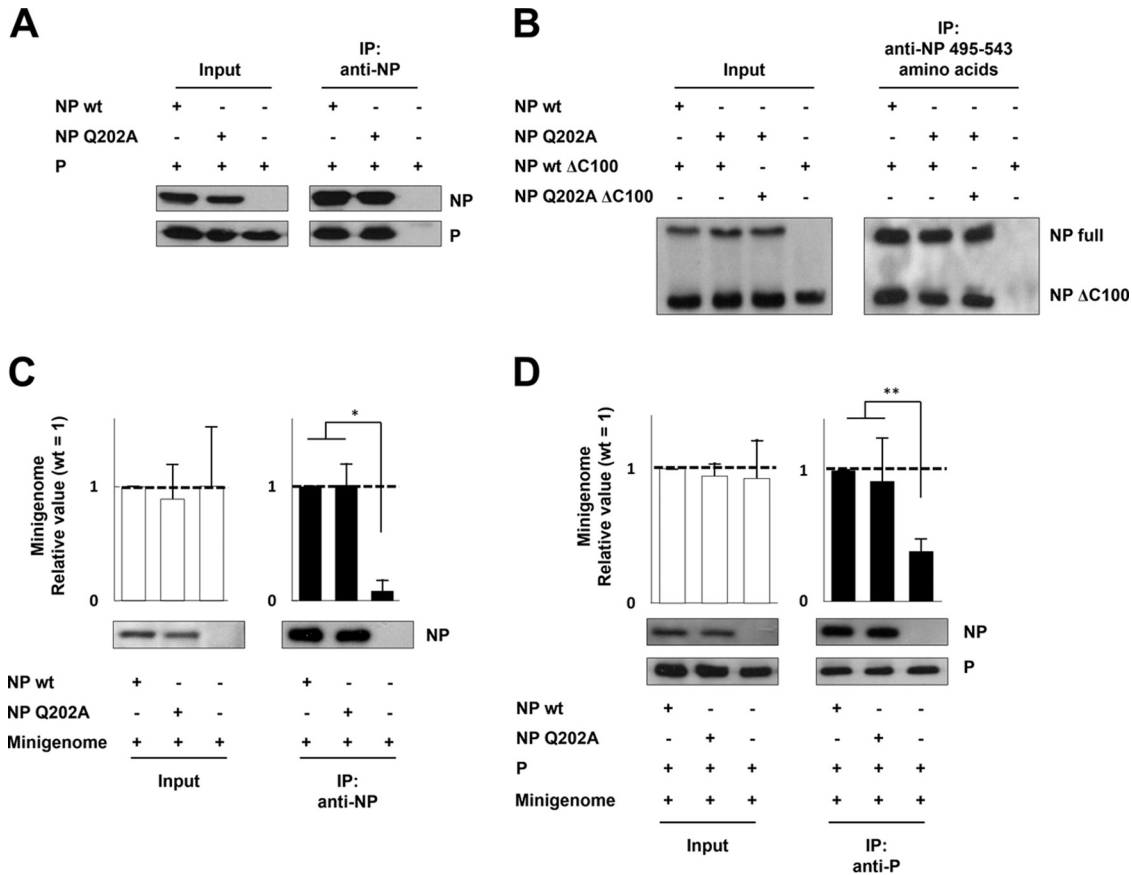 A
Input
IP:
anti-NP
NP wt + - - + - -
NP Q202A - + - - + -
P + + + + + +
NP
P
B
Input
IP:
anti-NP 495-543
amino acids
NP wt + - - - + - - -
NP Q202A - + + - - + + -
NP wt ΔC100 + + - + + + - +
NP Q202A ΔC100 - - + - - - + -
NP full
NP ΔC100
C
Minigenome
Relative value (wt = 1)
1
0
1
0
*
NP
NP wt + - - + - -
NP Q202A - + - - + -
Minigenome + + + + + +
Input
IP:
anti-NP
D
Minigenome
Relative value (wt = 1)
1
0
1
0
**
NP
P
NP wt + - - + - -
NP Q202A - + - - + -
P + + + + + +
Minigenome + + + + + +
Input
IP:
anti-P